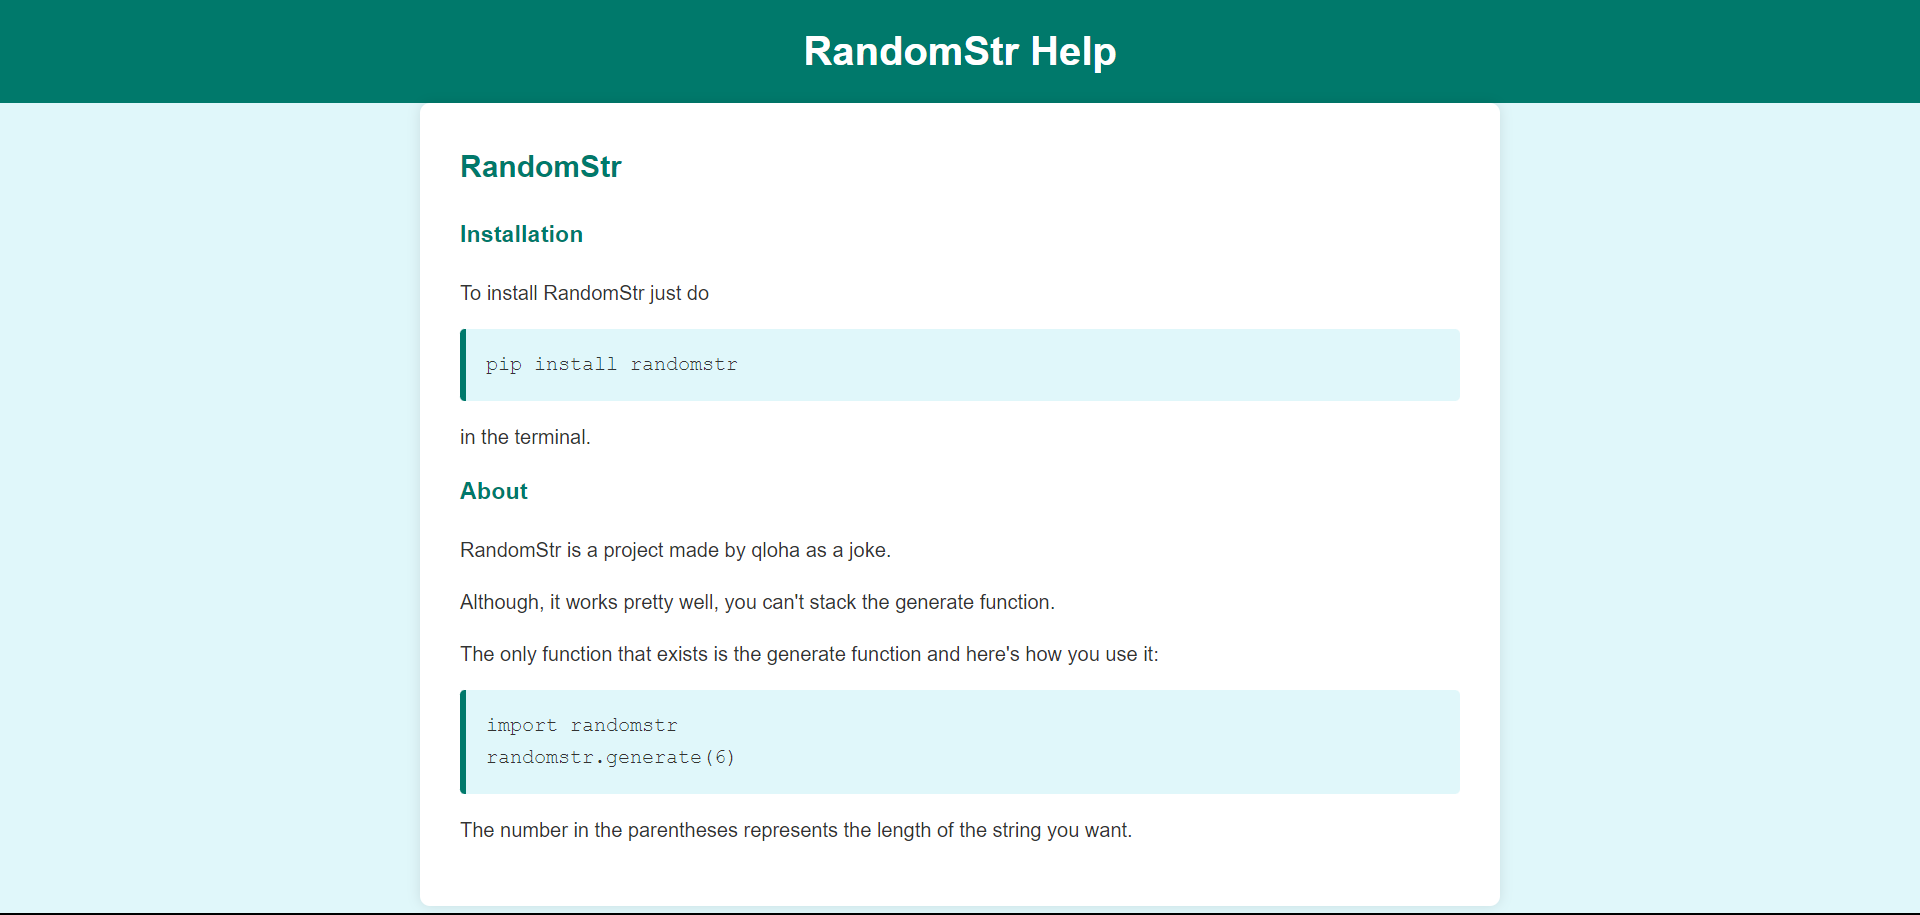 RandomStr Help
RandomStr
Installation
To install RandomStr just do
pip install randomstr
in the terminal.
About
RandomStr is a project made by qloha as a joke.
Although, it works pretty well, you can't stack the generate function.
The only function that exists is the generate function and here's how you use it:
import randomstr
randomstr.generate(6)
The number in the parentheses represents the length of the string you want.